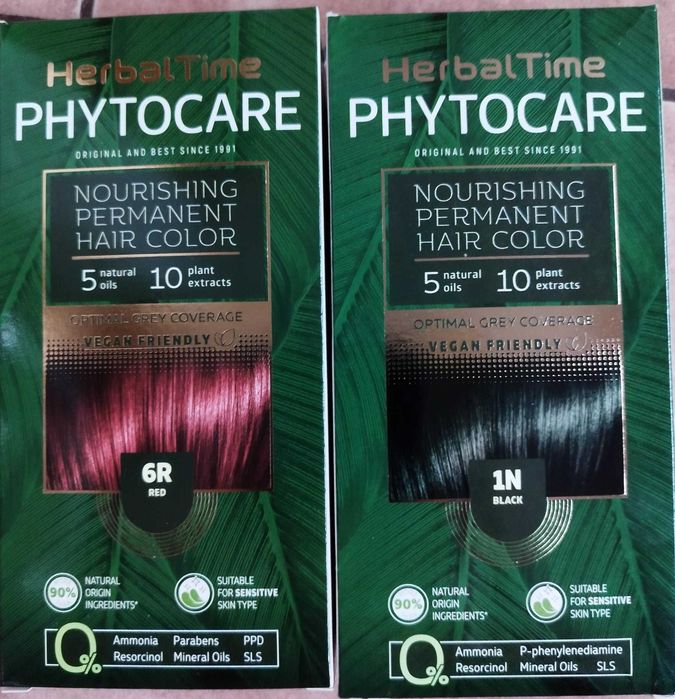 HerbalTime
PHYTOCARE
ORIGINAL AND BEST SINCE 1991
NOURISHING
PERMANENT
HAIR COLOR
5 natural oils 10 plant extracts
OPTIMAL GREY COVERAGE
VEGAN FRIENDLY
6R
RED
90% NATURAL ORIGIN INGREDIENTS*
SUITABLE FOR SENSITIVE SKIN TYPE
0%
Ammonia Parabens PPD
Resorcinol Mineral Oils SLS
HerbalTime
PHYTOCARE
ORIGINAL AND BEST SINCE 1991
NOURISHING
PERMANENT
HAIR COLOR
5 natural oils 10 plant extracts
OPTIMAL GREY COVERAGE
VEGAN FRIENDLY
1N
BLACK
90% NATURAL ORIGIN INGREDIENTS*
SUITABLE FOR SENSITIVE SKIN TYPE
0%
Ammonia P-phenylenediamine
Resorcinol Mineral Oils SLS